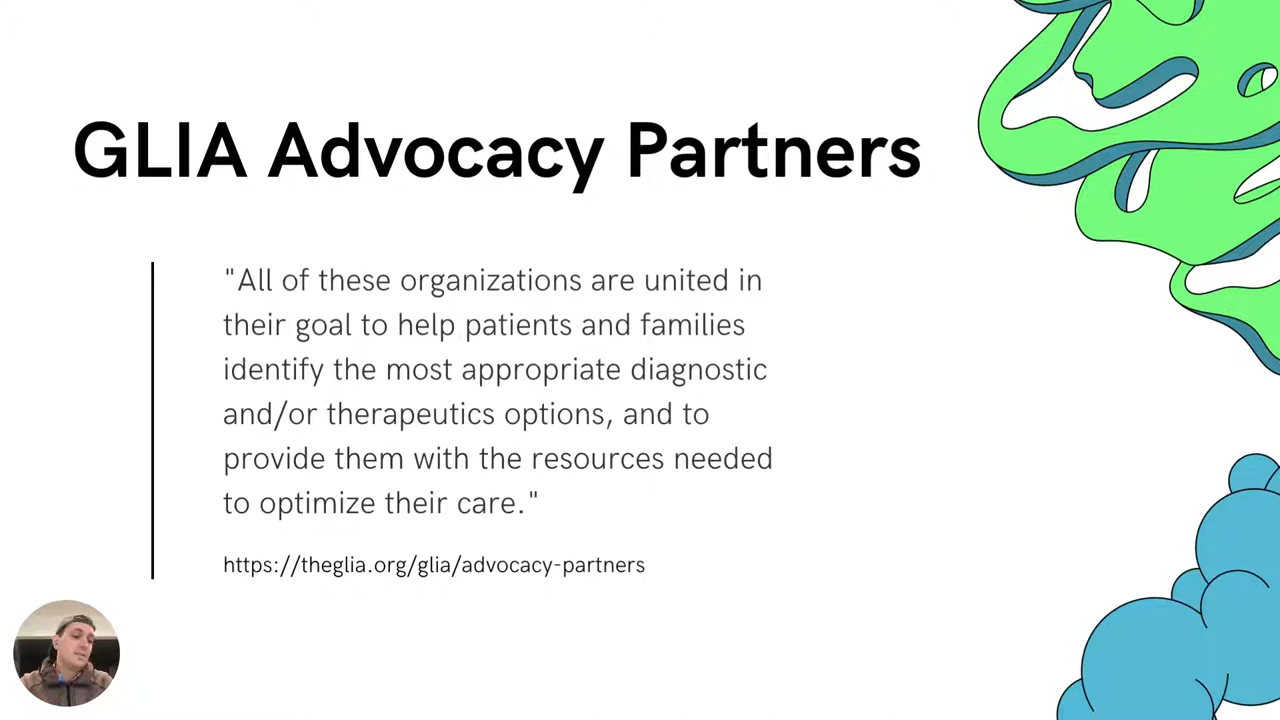 GLIA Advocacy Partners
"All of these organizations are united in
their goal to help patients and families
identify the most appropriate diagnostic
and/or therapeutics options, and to
provide them with the resources needed
to optimize their care."
https://theglia.org/glia/advocacy-partners